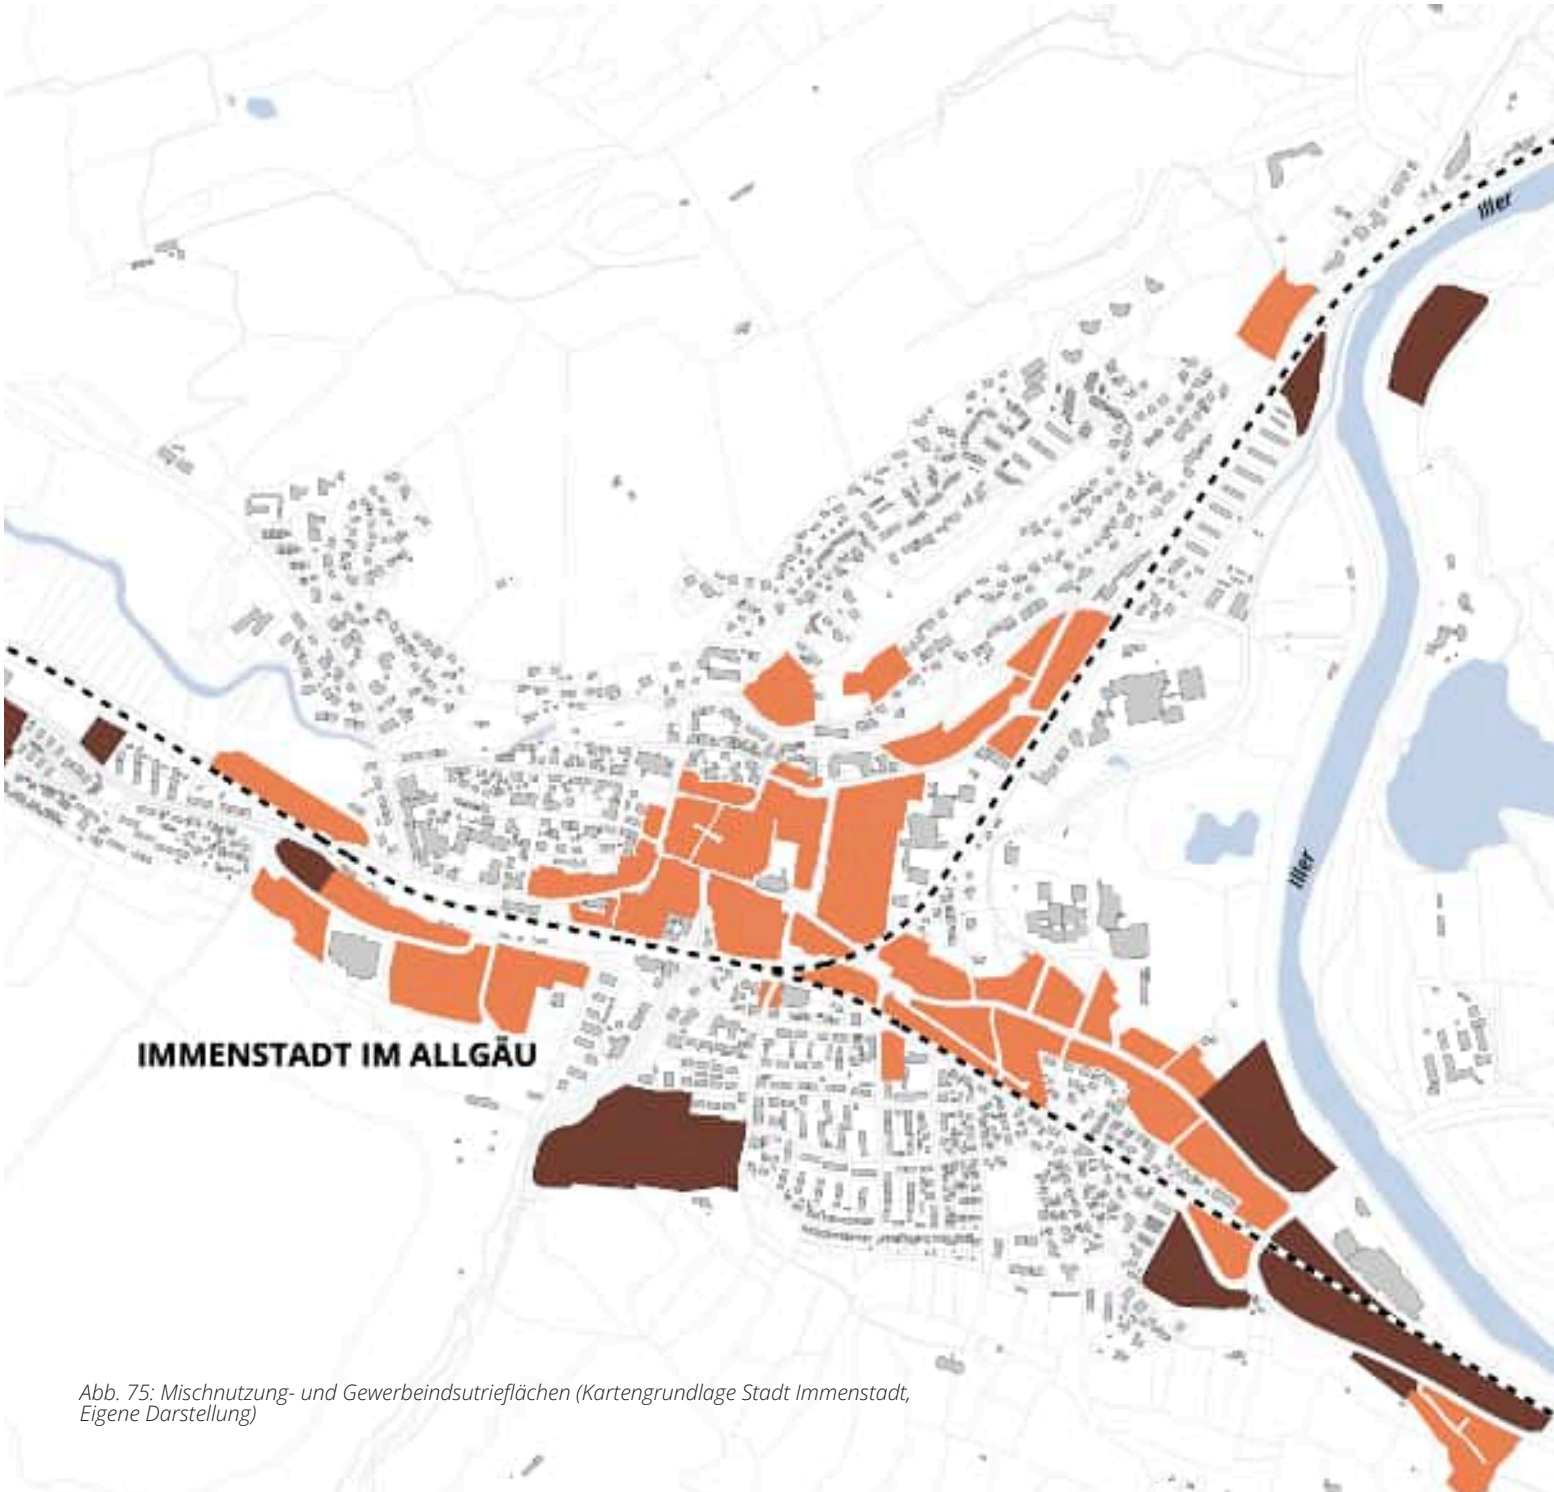 Iller
Iller
IMMENSTADT IM ALLGÄU
Abb. 75: Mischnutzung- und Gewerbeindsutrieflächen (Kartengrundlage Stadt Immenstadt,
Eigene Darstellung)